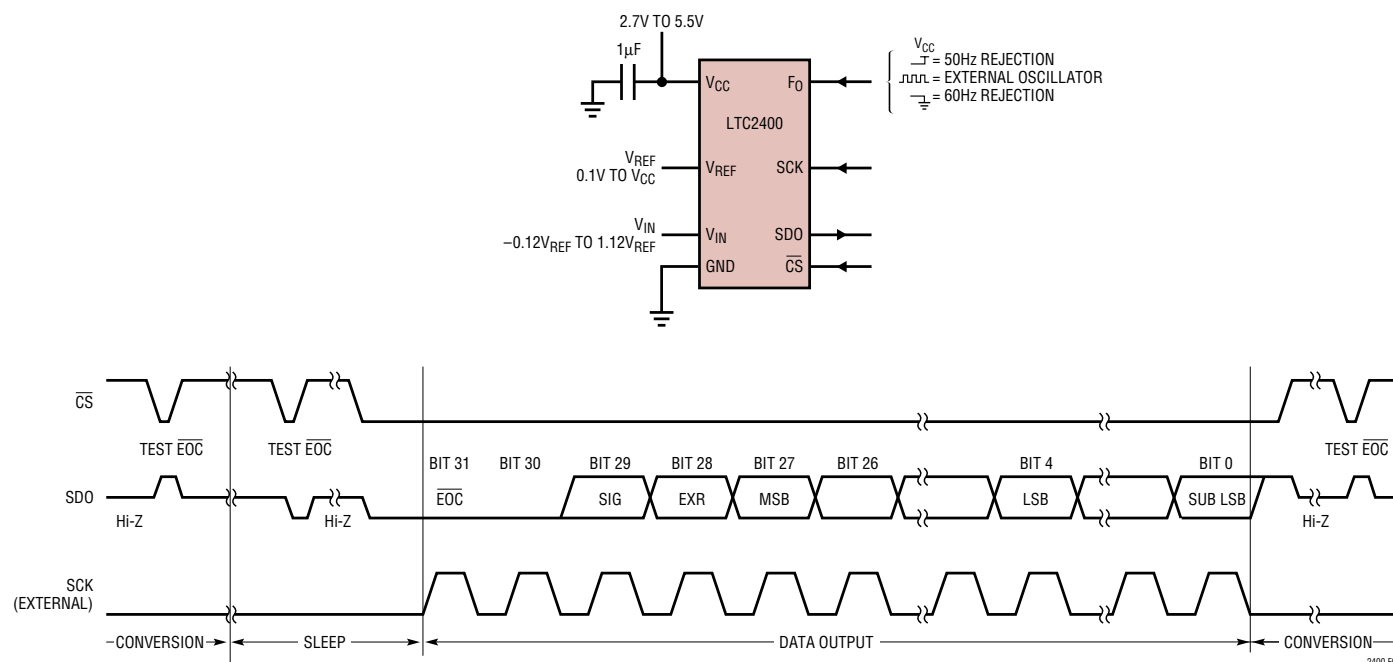 2.7V TO 5.5V
1µF
VCC
= 50Hz REJECTION
= EXTERNAL OSCILLATOR
= 60Hz REJECTION
VCC
FO
LTC2400
VREF
0.1V TO VCC
VREF
SCK
VIN
–0.12VREF TO 1.12VREF
VIN
SDO
GND
CS
CS
TEST EOC
TEST EOC
TEST EOC
BIT 31
BIT 30
BIT 29
BIT 28
BIT 27
BIT 26
BIT 4
BIT 0
SDO
EOC
SIG
EXR
MSB
LSB
SUB LSB
Hi-Z
Hi-Z
Hi-Z
SCK
(EXTERNAL)
CONVERSION
SLEEP
DATA OUTPUT
CONVERSION